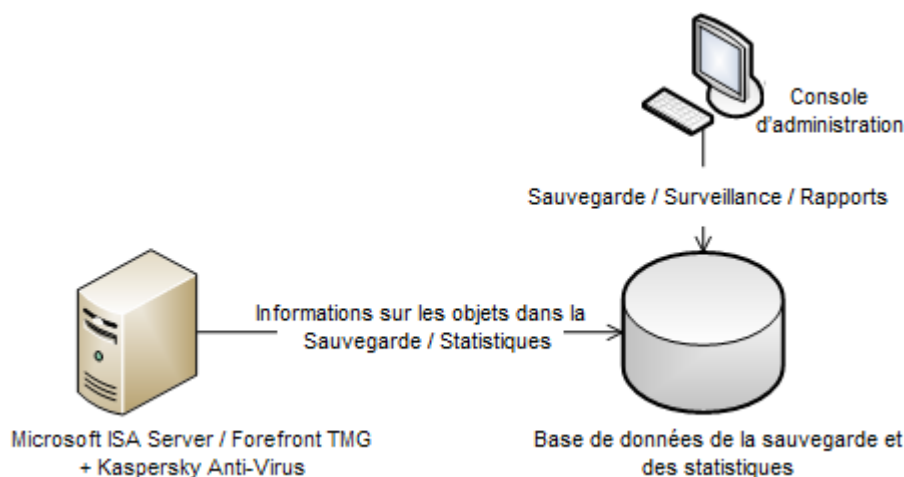 Console
d'administration
Sauvegarde / Surveillance / Rapports
Informations sur les objets dans la
Sauvegarde / Statistiques
Microsoft ISA Server / Forefront TMG
+ Kaspersky Anti-Virus
Base de données de la sauvegarde et
des statistiques